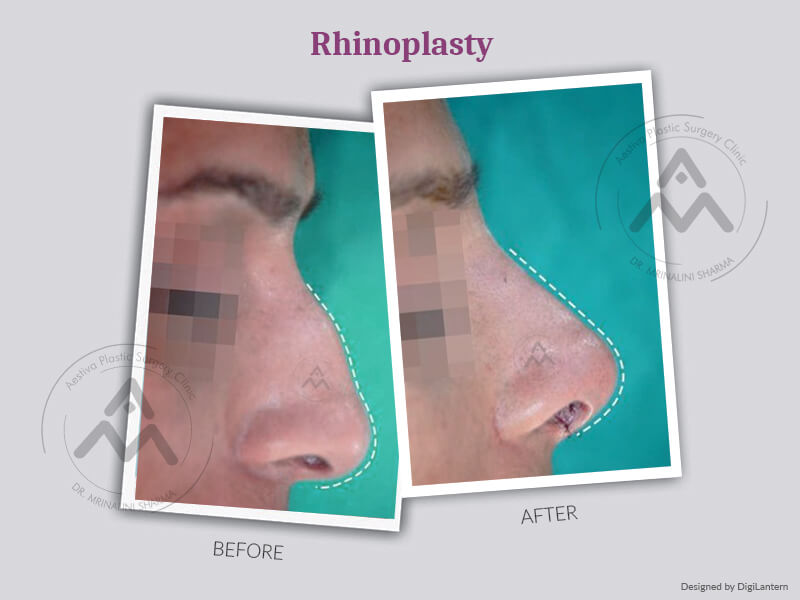 Rhinoplasty
Aestiva Plastic Surgery Clinic
DR. MRINALINI SHARMA
Aestiva Plastic Surgery Clinic
DR. MRINALINI SHARMA
AFTER
BEFORE
Designed by DigiLantern